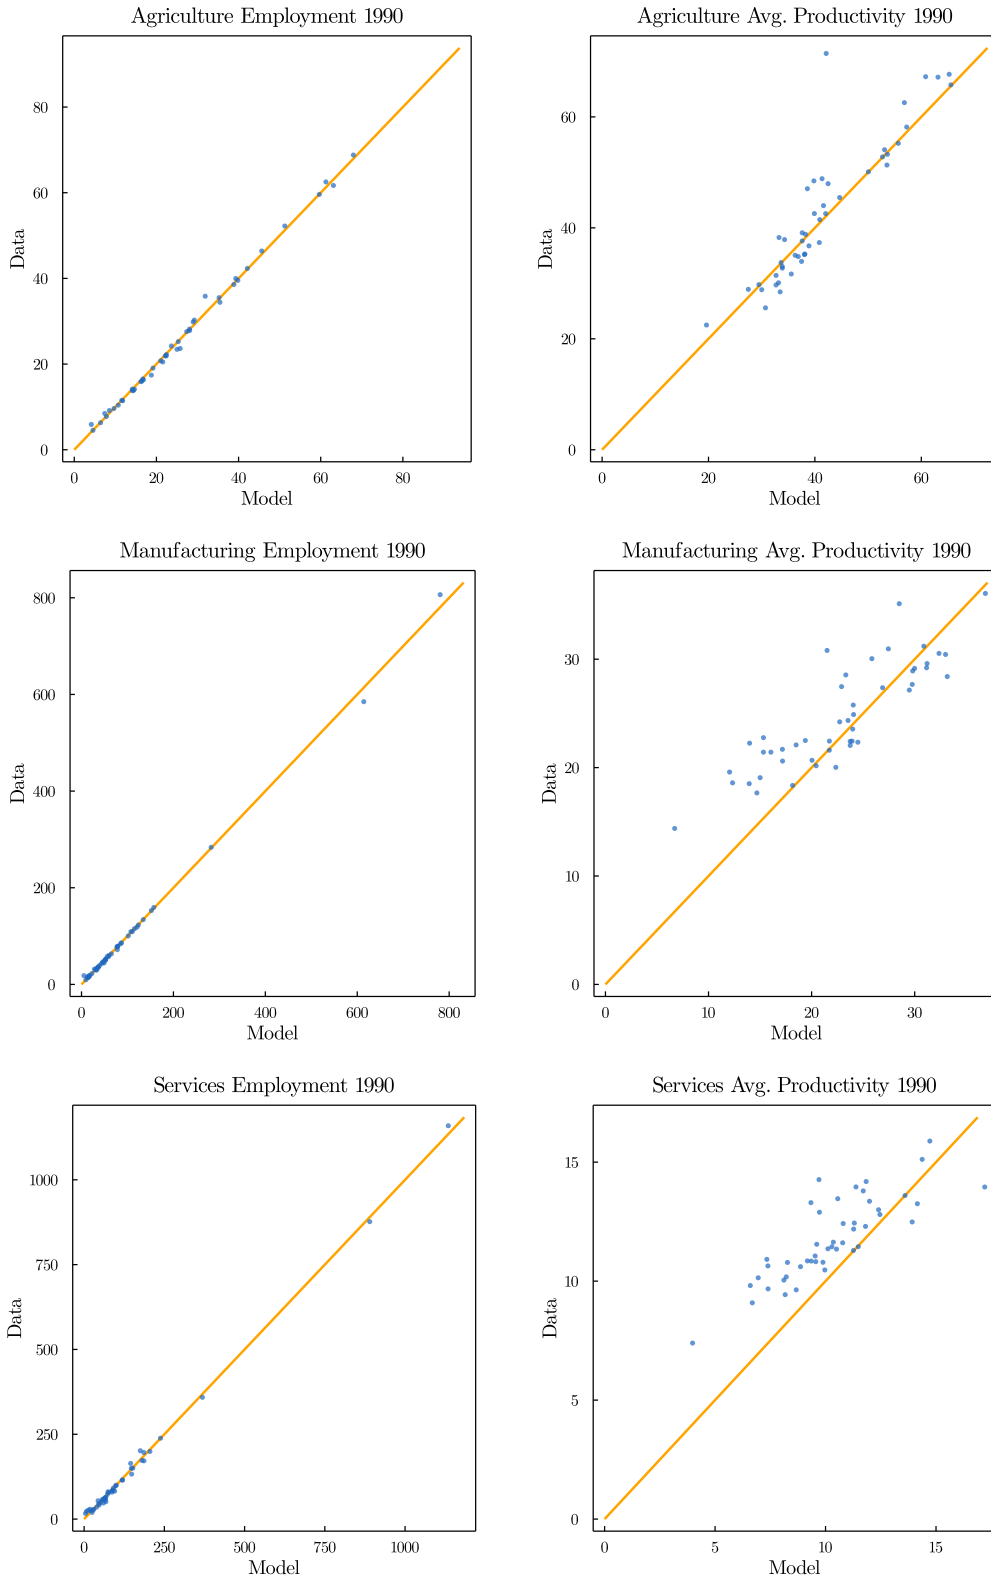 Agriculture Employment 1990
80
60
40
20
0
Data
0 20 40 60 80
Model
Agriculture Avg. Productivity 1990
60
40
20
0
Data
0 20 40 60
Model
Manufacturing Employment 1990
800
600
400
200
0
Data
0 200 400 600 800
Model
Manufacturing Avg. Productivity 1990
30
20
10
0
Data
0 10 20 30
Model
Services Employment 1990
1000
750
500
250
0
Data
0 250 500 750 1000
Model
Services Avg. Productivity 1990
15
10
5
0
Data
0 5 10 15
Model